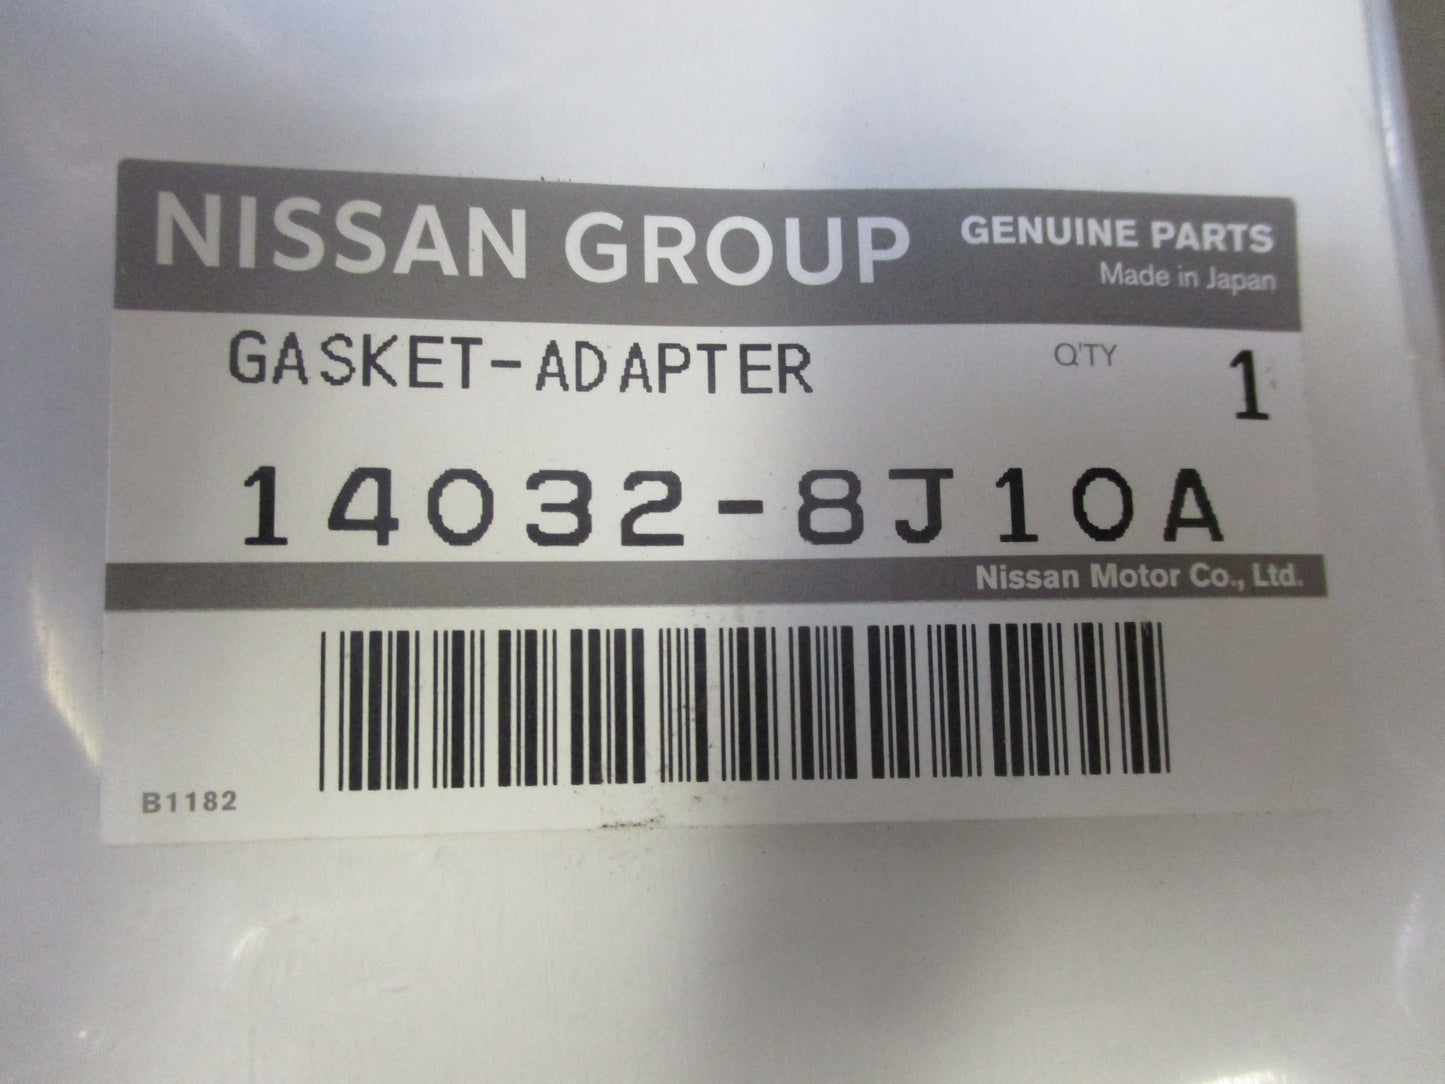 NISSAN GROUP
GENUINE PARTS
Made in Japan
GASKET-ADAPTER
Q'TY 1
14032-8J10A
Nissan Motor Co., Ltd.
B1182